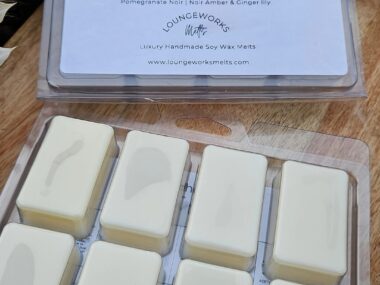 Pomegranate Noir | Noir Amber & Ginger lily
LOUNGEWORKS
Melts
Luxury Handmade Soy Wax Melts
www.loungeworksmelts.com